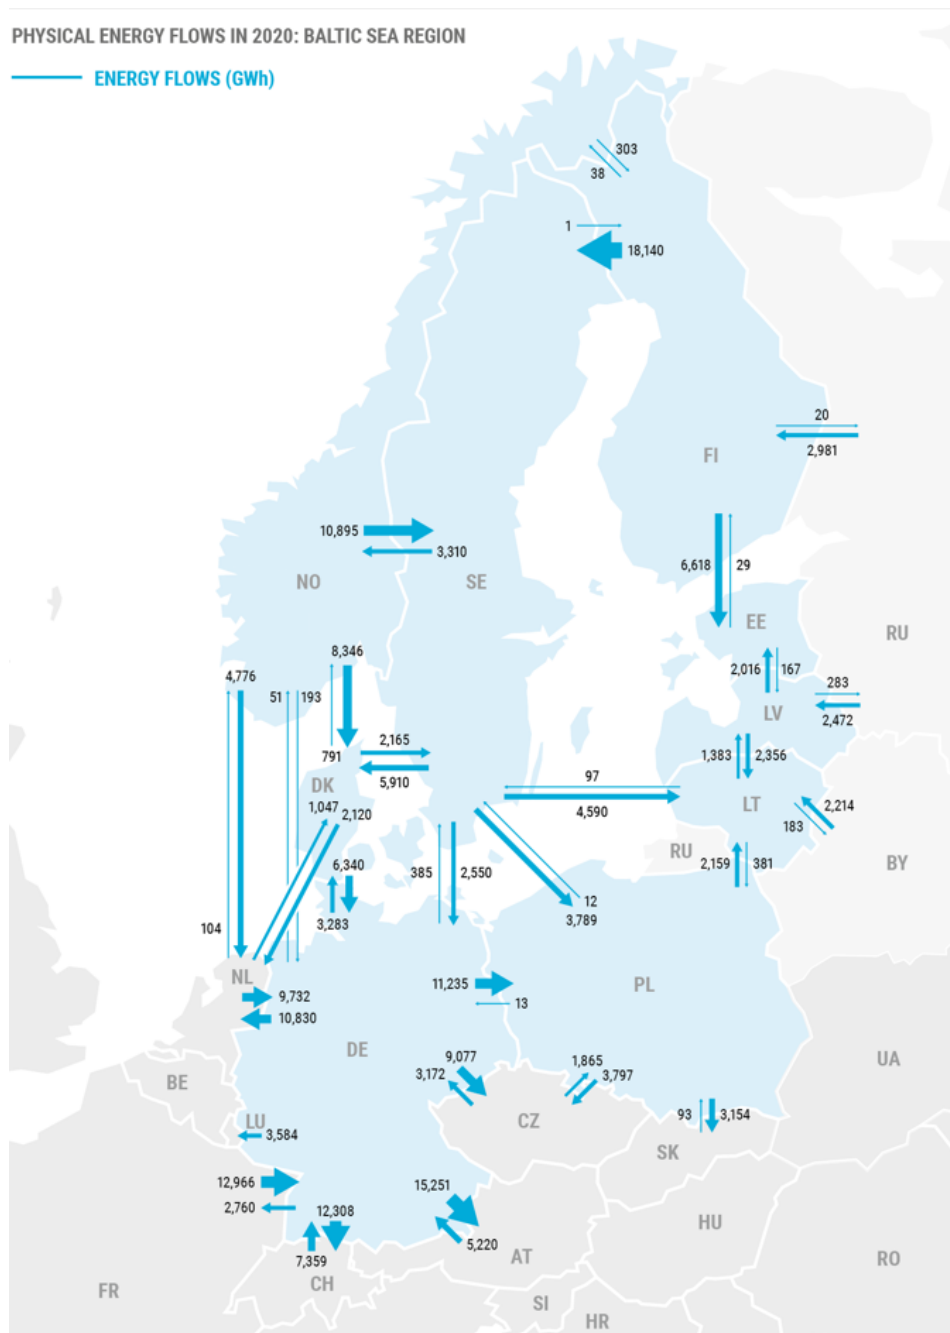 PHYSICAL ENERGY FLOWS IN 2020: BALTIC SEA REGION
ENERGY FLOWS (GWh)
303
38
1
18,140
20
2,981
FI
10,895
3,310
6,618
29
NO
SE
EE
RU
8,346
4,776
2,016
167
283
51
193
LV
2,472
2,165
791
1,383
2,356
5,910
97
DK
LT
1,047
2,120
4,590
2,214
183
RU
BY
6,340
385
2,550
2,159
381
12
3,283
3,789
104
NL
11,235
PL
9,732
13
10,830
DE
9,077
1,865
UA
3,172
3,797
BE
LU
93
3,154
CZ
3,584
SK
12,966
15,251
2,760
12,308
HU
5,220
7,359
AT
RO
CH
FR
SI
HR